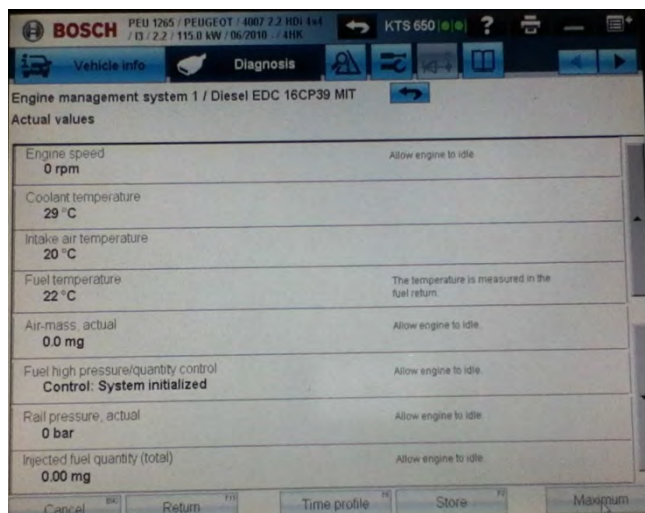 BOSCH
PEU 1265 / PEUGEOT / 4007 2.2 HDi 4x4
/ I3 / 2.2 / 115.0 kW / 06/2010 - / 4HK
KTS 650
?
Vehicle info
Diagnosis
Engine management system 1 / Diesel EDC 16CP39 MIT
Actual values
Engine speed
Allow engine to idle.
0 rpm
Coolant temperature
29 °C
Intake air temperature
20 °C
Fuel temperature
The temperature is measured in the
fuel return.
22 °C
Air-mass, actual
Allow engine to idle.
0.0 mg
Fuel high pressure/quantity control
Allow engine to idle.
Control: System initialized
Rail pressure, actual
Allow engine to idle.
0 bar
Injected fuel quantity (total)
Allow engine to idle.
0.00 mg
Cancel
Return
Time profile
Store
Maximum